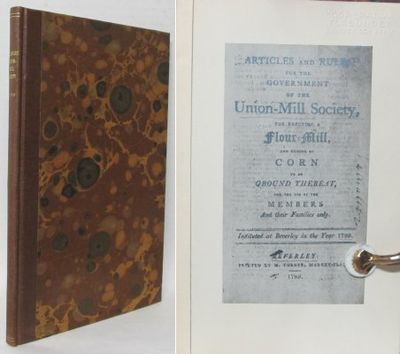 ARTICLES AND RULES
FOR THE
GOVERNMENT
OF THE
Union-Mill Society,
FOR ERECTING A
Flour-Mill,
AND CORN
TO BE
GROUND THEREAT,
FOR THE USE OF THE
MEMBERS
And their Families only.
Instituted at Beverley in the Year 1799.
BEVERLEY:
PRINTED BY M. TURNER, MARKET-PLACE.
1799.